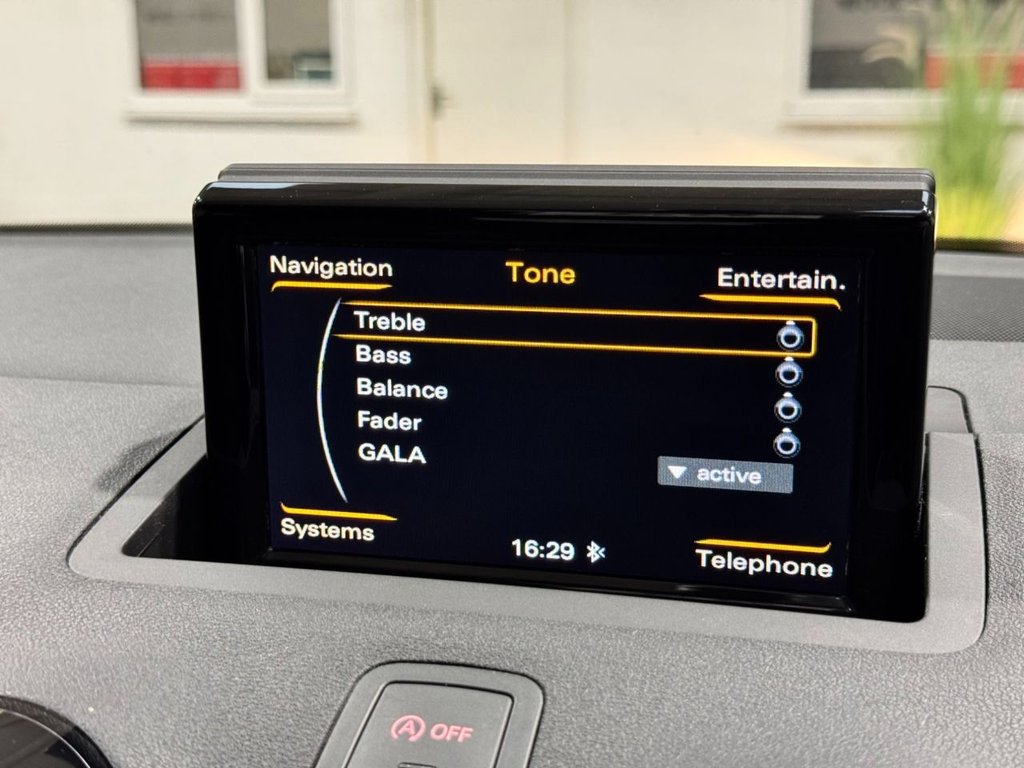 Navigation
Tone
Entertain.
Treble
Bass
Balance
Fader
GALA
active
Systems
16:29
Telephone
A OFF